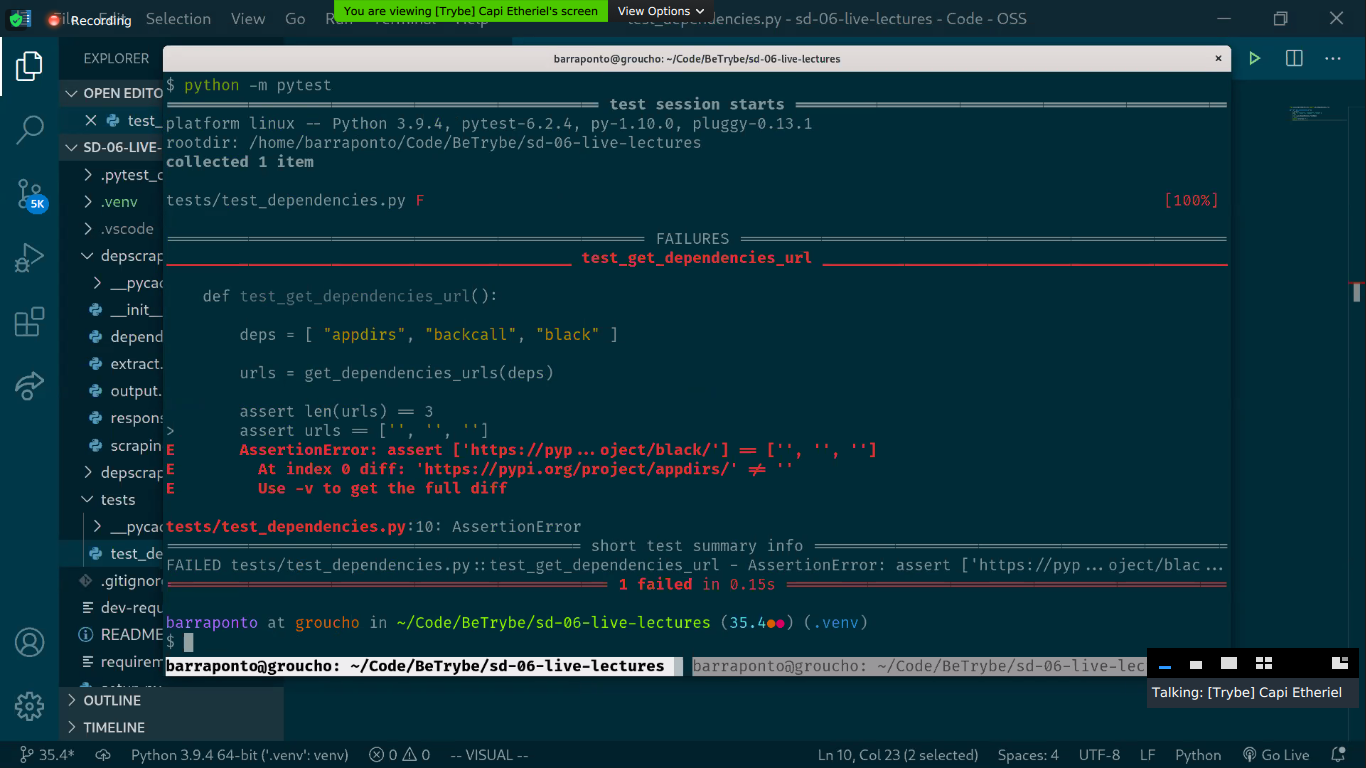 File Edit Selection View Go Run Terminal Help
test_dependencies.py - sd-06-live-lectures - Code - OSS
Recording
You are viewing [Trybe] Capi Etheriel's screen
View Options
EXPLORER
OPEN EDITO
test_
SD-06-LIVE-
.pytest_c
.venv
.vscode
depscrap
__pycac
__init__
depend
extract.
output.
respons
scraping
depscrap
tests
__pycac
test_de
.gitignore
dev-requ
README
requirem
setup.py
OUTLINE
TIMELINE
5K
barraponto@groucho: ~/Code/BeTrybe/sd-06-live-lectures
$ python -m pytest
test session starts
platform linux -- Python 3.9.4, pytest-6.2.4, py-1.10.0, pluggy-0.13.1
rootdir: /home/barraponto/Code/BeTrybe/sd-06-live-lectures
collected 1 item
tests/test_dependencies.py F [100%]
FAILURES
test_get_dependencies_url
def test_get_dependencies_url():
deps = [ "appdirs", "backcall", "black" ]
urls = get_dependencies_urls(deps)
assert len(urls) == 3
> assert urls == ['', '', '']
E AssertionError: assert ['https://pyp...oject/black/'] == ['', '', '']
E At index 0 diff: 'https://pypi.org/project/appdirs/' != ''
E Use -v to get the full diff
tests/test_dependencies.py:10: AssertionError
short test summary info
FAILED tests/test_dependencies.py::test_get_dependencies_url - AssertionError: assert ['https://pyp...oject/blac...
1 failed in 0.15s
barraponto at groucho in ~/Code/BeTrybe/sd-06-live-lectures (35.4●●) (.venv)
$
barraponto@groucho: ~/Code/BeTrybe/sd-06-live-lectures
barraponto@groucho: ~/Code/BeTrybe/sd-06-live-lec
Talking: [Trybe] Capi Etheriel
35.4* Python 3.9.4 64-bit ('.venv': venv) 0 0 -- VISUAL -- Ln 10, Col 23 (2 selected) Spaces: 4 UTF-8 LF Python Go Live